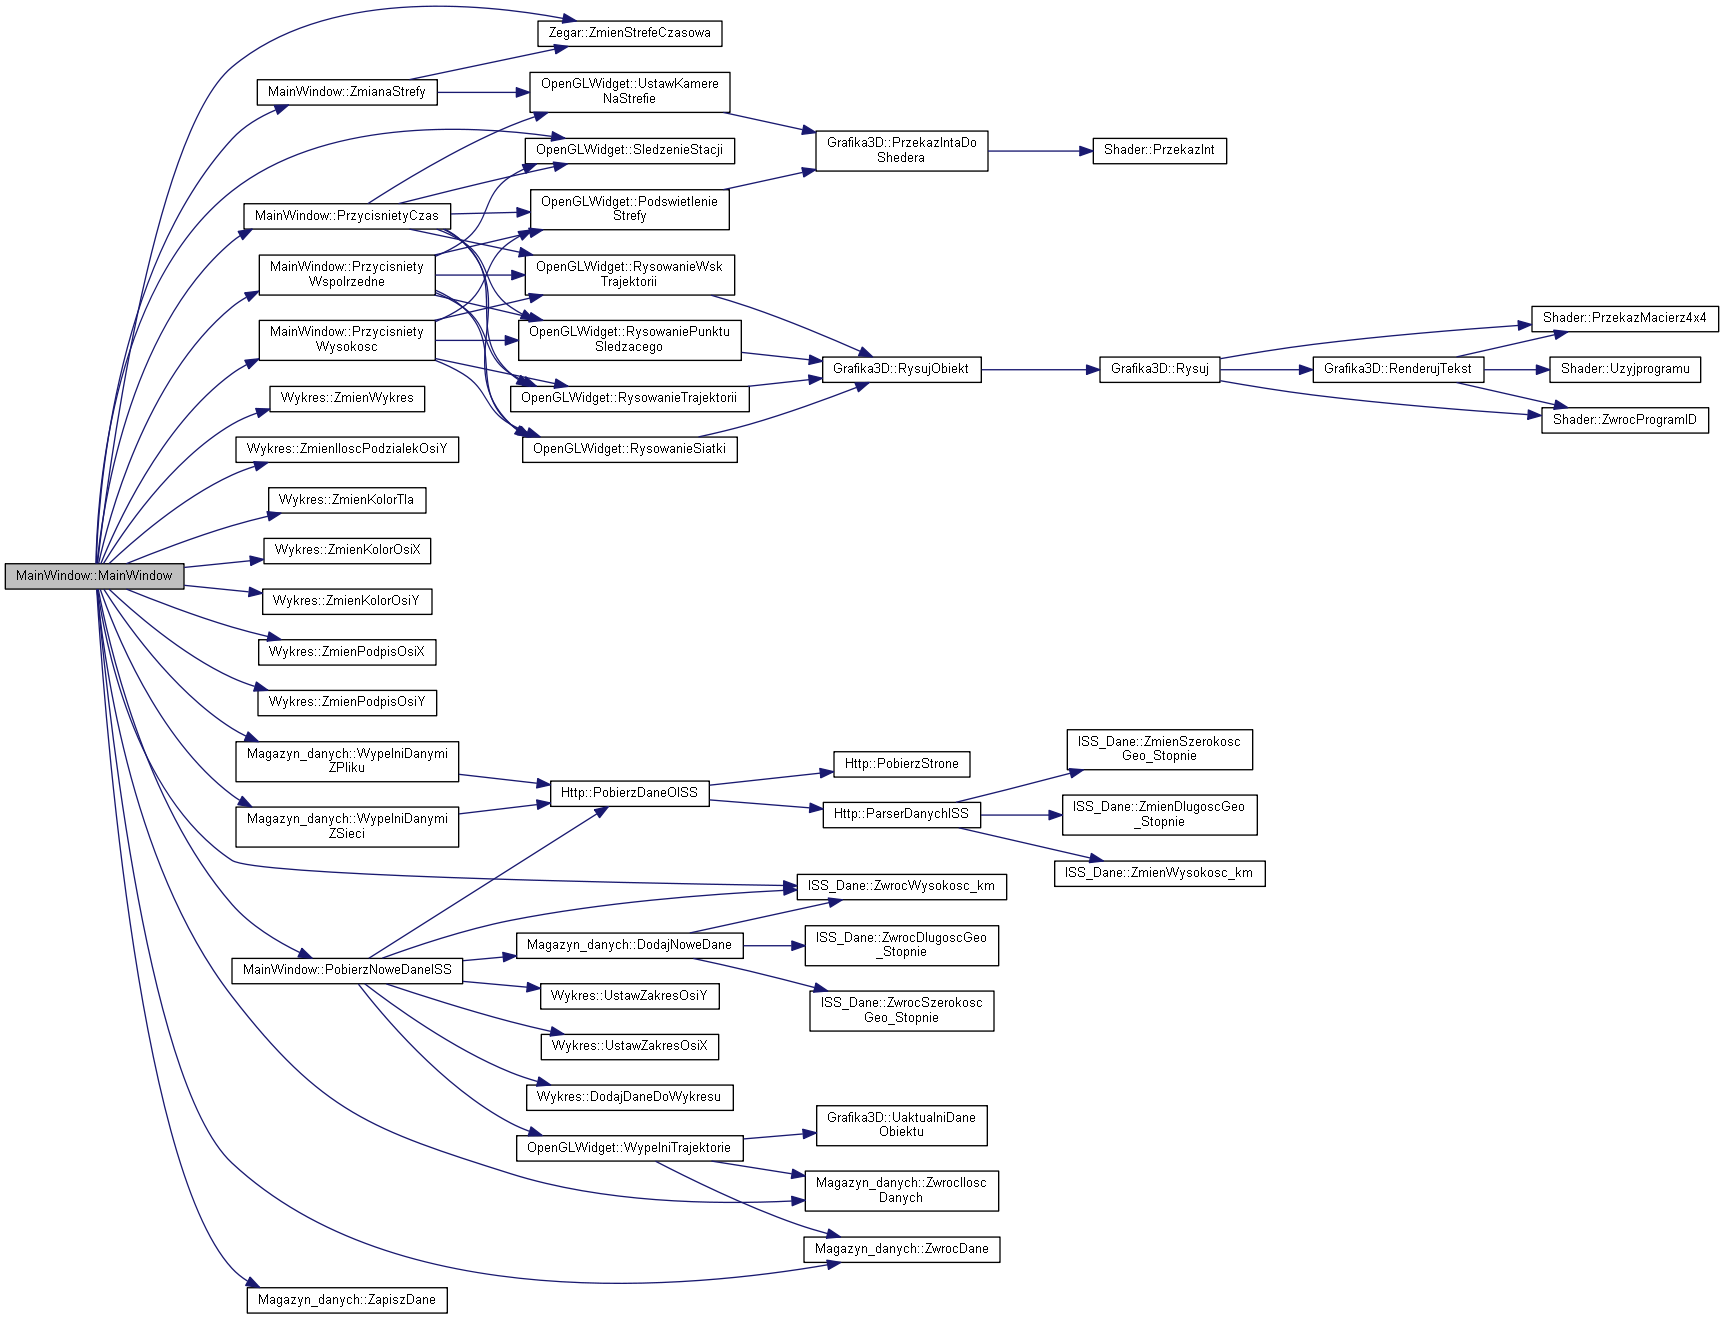 Zegar::ZmienStrefeCzasowa
MainWindow::ZmianaStrefy
OpenGLWidget::UstawKamere
NaStrefie
OpenGLWidget::SledzenieStacji
Grafika3D::PrzekazIntaDo
Shedera
Shader::PrzekazInt
MainWindow::PrzycisnietyCzas
OpenGLWidget::Podswietlenie
Strefy
MainWindow::Przycisniety
Wspolrzedne
OpenGLWidget::RysowanieWsk
Trajektorii
MainWindow::Przycisniety
Wysokosc
OpenGLWidget::RysowaniePunktu
Sledzacego
Shader::PrzekazMacierz4x4
Grafika3D::RysujObiekt
Grafika3D::Rysuj
Grafika3D::RenderujTekst
Shader::Uzyjprogramu
Wykres::ZmienWykres
OpenGLWidget::RysowanieTrajektorii
Shader::ZwrocProgramID
Wykres::ZmienIloscPodzialekOsiY
OpenGLWidget::RysowanieSiatki
Wykres::ZmienKolorTla
Wykres::ZmienKolorOsiX
MainWindow::MainWindow
Wykres::ZmienKolorOsiY
Wykres::ZmienPodpisOsiX
Wykres::ZmienPodpisOsiY
Magazyn_danych::WypelniDanymi
ZPliku
Http::PobierzStrone
ISS_Dane::ZmienSzerokosc
Geo_Stopnie
Http::PobierzDaneOISS
Magazyn_danych::WypelniDanymi
ZSieci
Http::ParserDanychISS
ISS_Dane::ZmienDlugoscGeo
_Stopnie
ISS_Dane::ZmienWysokosc_km
ISS_Dane::ZwrocWysokosc_km
Magazyn_danych::DodajNoweDane
ISS_Dane::ZwrocDlugoscGeo
_Stopnie
MainWindow::PobierzNoweDaneISS
Wykres::UstawZakresOsiY
ISS_Dane::ZwrocSzerokosc
Geo_Stopnie
Wykres::UstawZakresOsiX
Wykres::DodajDaneDoWykresu
Grafika3D::UaktualniDane
Obiektu
OpenGLWidget::WypelniTrajektorie
Magazyn_danych::ZwrocIlosc
Danych
Magazyn_danych::ZwrocDane
Magazyn_danych::ZapiszDane